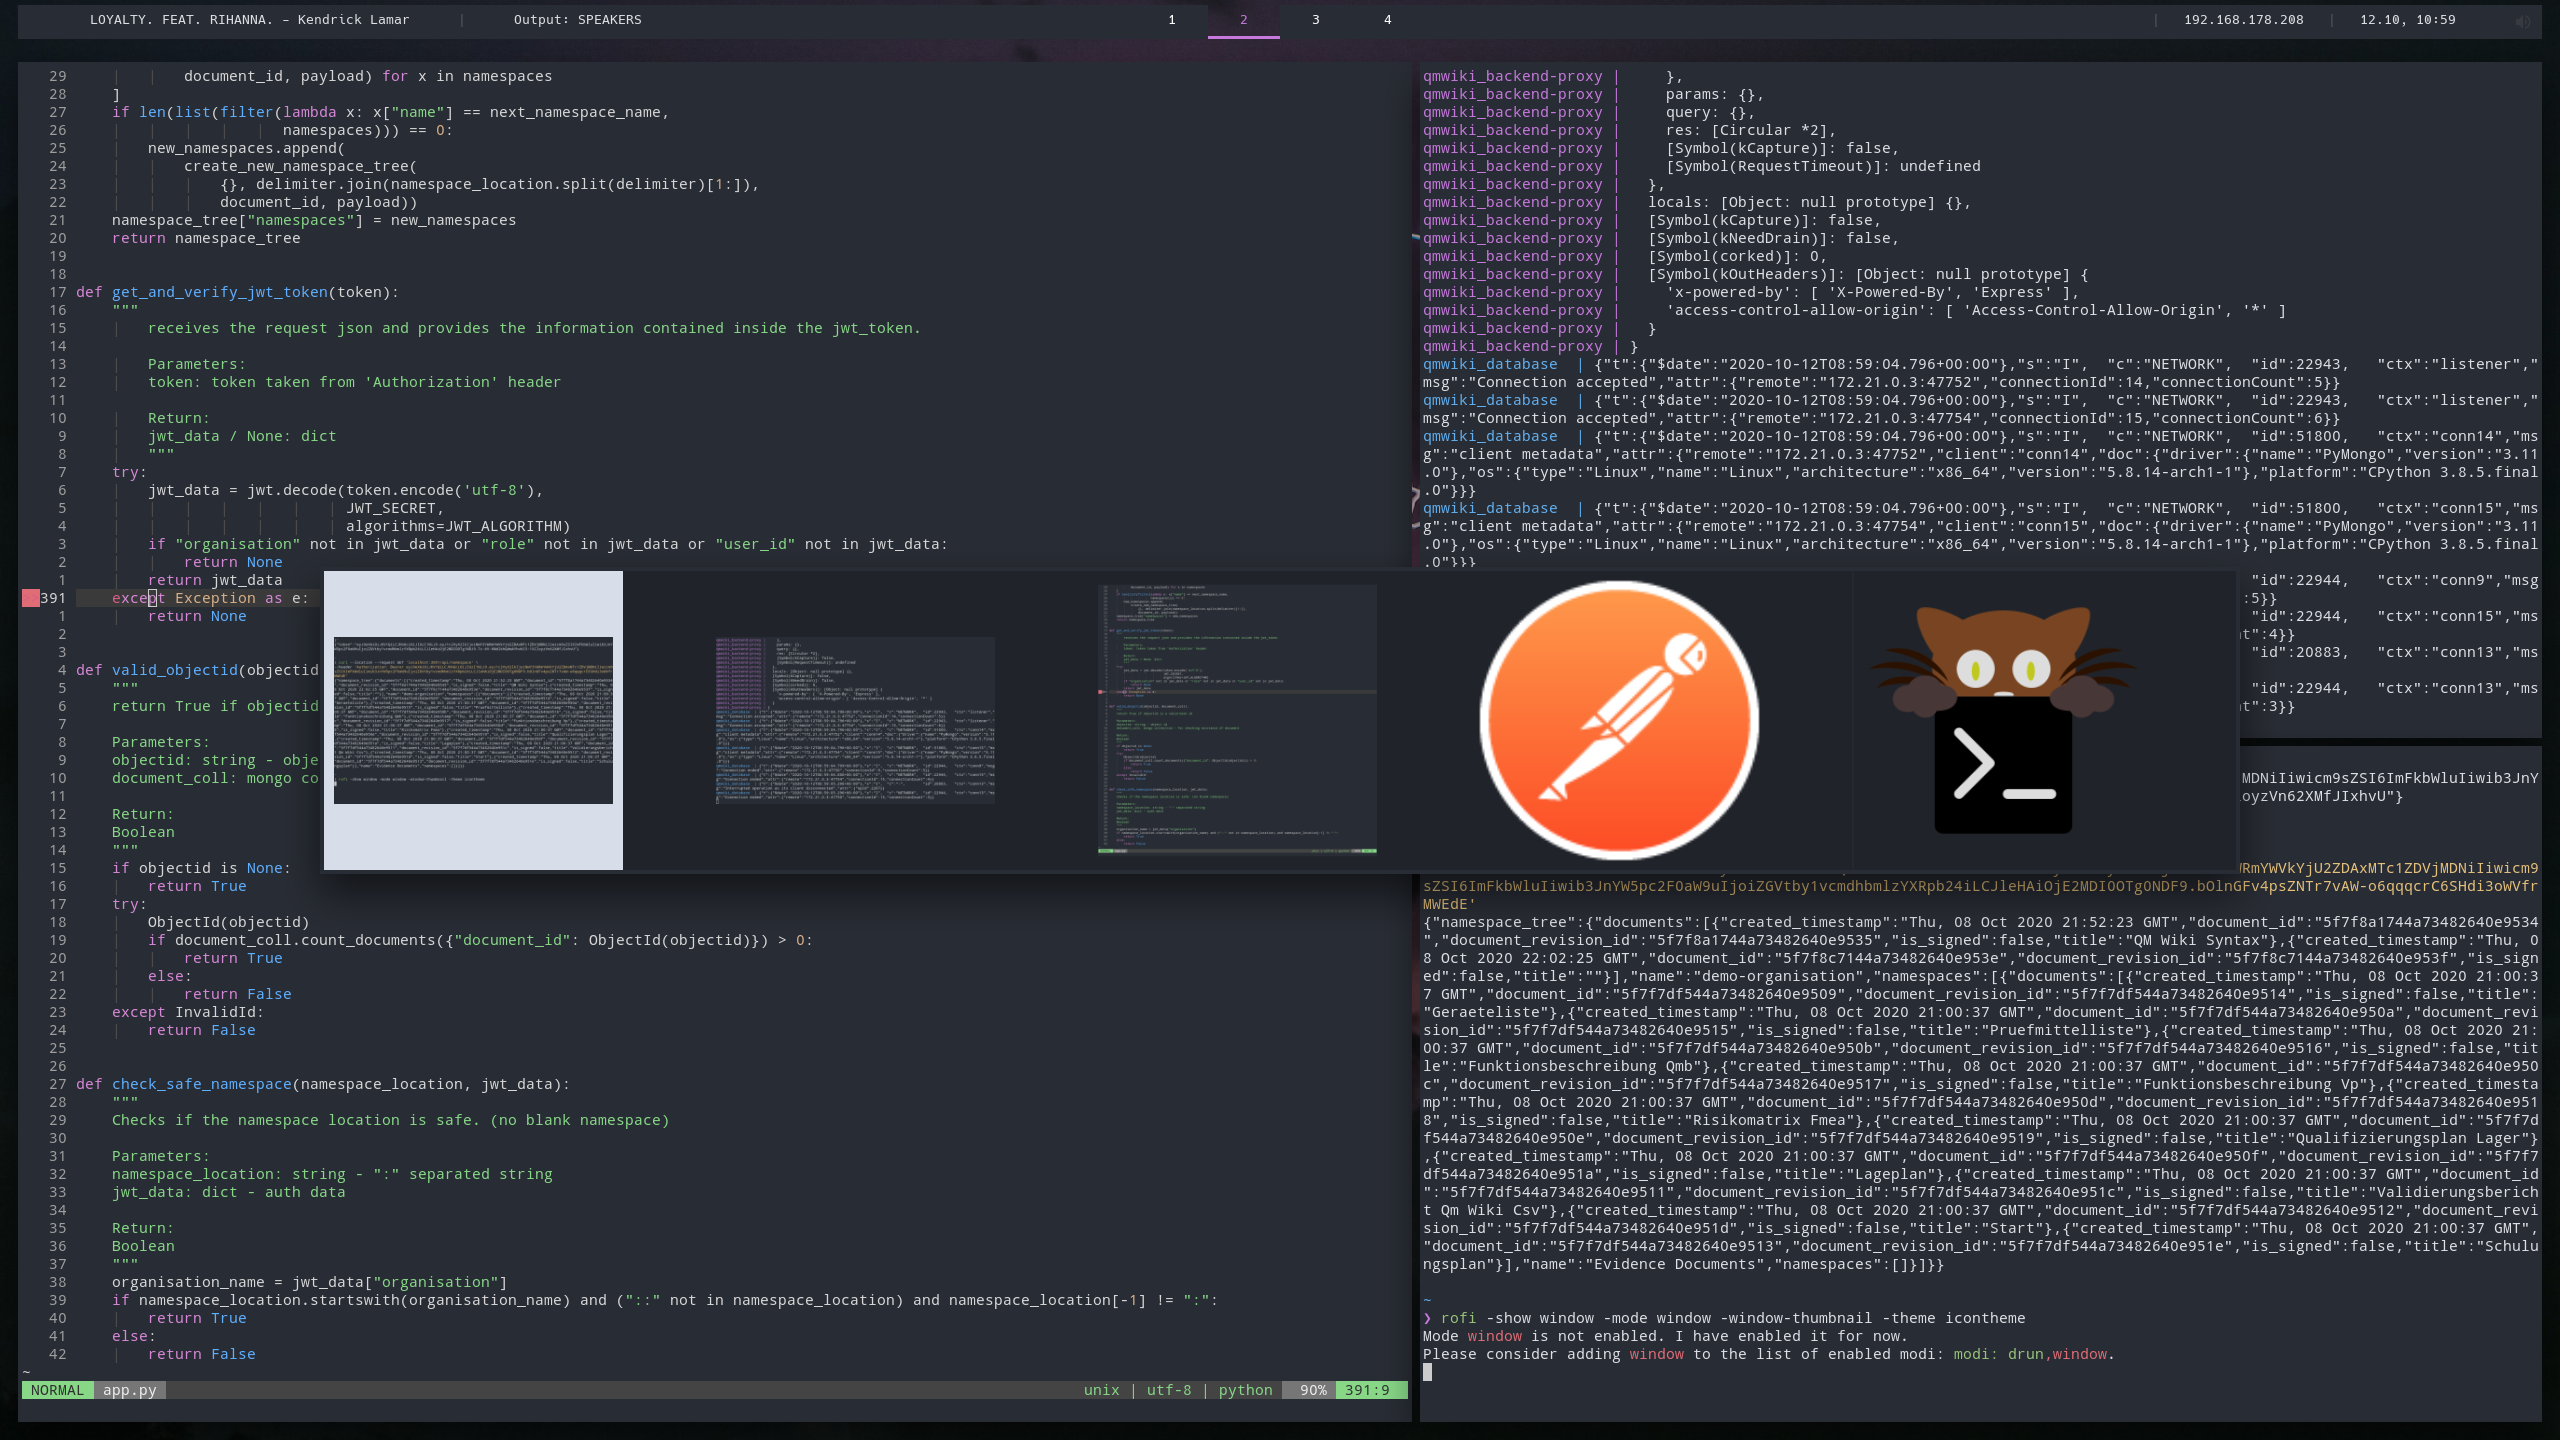 LOYALTY. FEAT. RIHANNA. - Kendrick Lamar | Output: SPEAKERS 1 2 3 4 | 192.168.178.208 | 12.10, 10:59
29 document_id, payload) for x in namespaces
28 ]
27 if len(list(filter(lambda x: x["name"] == next_namespace_name,
26 namespaces))) == 0:
25 new_namespaces.append(
24 create_new_namespace_tree(
23 {}, delimiter.join(namespace_location.split(delimiter)[1:]),
22 document_id, payload))
21 namespace_tree["namespaces"] = new_namespaces
20 return namespace_tree
19
18
17 def get_and_verify_jwt_token(token):
16 """
15 receives the request json and provides the information contained inside the jwt_token.
14
13 Parameters:
12 token: token taken from 'Authorization' header
11
10 Return:
9 jwt_data / None: dict
8 """
7 try:
6 jwt_data = jwt.decode(token.encode('utf-8'),
5 JWT_SECRET,
4 algorithms=JWT_ALGORITHM)
3 if "organisation" not in jwt_data or "role" not in jwt_data or "user_id" not in jwt_data:
2 return None
1 return jwt_data
391 except Exception as e:
1 return None
2
3
4 def valid_objectid(objectid
5 """
6 return True if objectid
7
8 Parameters:
9 objectid: string - obje
10 document_coll: mongo co
11
12 Return:
13 Boolean
14 """
15 if objectid is None:
16 return True
17 try:
18 ObjectId(objectid)
19 if document_coll.count_documents({"document_id": ObjectId(objectid)}) > 0:
20 return True
21 else:
22 return False
23 except InvalidId:
24 return False
25
26
27 def check_safe_namespace(namespace_location, jwt_data):
28 """
29 Checks if the namespace location is safe. (no blank namespace)
30
31 Parameters:
32 namespace_location: string - ":" separated string
33 jwt_data: dict - auth data
34
35 Return:
36 Boolean
37 """
38 organisation_name = jwt_data["organisation"]
39 if namespace_location.startswith(organisation_name) and ("::" not in namespace_location) and namespace_location[-1] != ":":
40 return True
41 else:
42 return False
~
NORMAL app.py unix | utf-8 | python 90% 391:9
qmwiki_backend-proxy | },
qmwiki_backend-proxy | params: {},
qmwiki_backend-proxy | query: {},
qmwiki_backend-proxy | res: [Circular *2],
qmwiki_backend-proxy | [Symbol(kCapture)]: false,
qmwiki_backend-proxy | [Symbol(RequestTimeout)]: undefined
qmwiki_backend-proxy | },
qmwiki_backend-proxy | locals: [Object: null prototype] {},
qmwiki_backend-proxy | [Symbol(kCapture)]: false,
qmwiki_backend-proxy | [Symbol(kNeedDrain)]: false,
qmwiki_backend-proxy | [Symbol(corked)]: 0,
qmwiki_backend-proxy | [Symbol(kOutHeaders)]: [Object: null prototype] {
qmwiki_backend-proxy | 'x-powered-by': [ 'X-Powered-By', 'Express' ],
qmwiki_backend-proxy | 'access-control-allow-origin': [ 'Access-Control-Allow-Origin', '*' ]
qmwiki_backend-proxy | }
qmwiki_backend-proxy | }
qmwiki_database | {"t":{"$date":"2020-10-12T08:59:04.796+00:00"},"s":"I", "c":"NETWORK", "id":22943, "ctx":"listener","
msg":"Connection accepted","attr":{"remote":"172.21.0.3:47752","connectionId":14,"connectionCount":5}}
qmwiki_database | {"t":{"$date":"2020-10-12T08:59:04.796+00:00"},"s":"I", "c":"NETWORK", "id":22943, "ctx":"listener","
msg":"Connection accepted","attr":{"remote":"172.21.0.3:47754","connectionId":15,"connectionCount":6}}
qmwiki_database | {"t":{"$date":"2020-10-12T08:59:04.796+00:00"},"s":"I", "c":"NETWORK", "id":51800, "ctx":"conn14","ms
g":"client metadata","attr":{"remote":"172.21.0.3:47752","client":"conn14","doc":{"driver":{"name":"PyMongo","version":"3.11
.0"},"os":{"type":"Linux","name":"Linux","architecture":"x86_64","version":"5.8.14-arch1-1"},"platform":"CPython 3.8.5.final
.0"}}}
qmwiki_database | {"t":{"$date":"2020-10-12T08:59:04.796+00:00"},"s":"I", "c":"NETWORK", "id":51800, "ctx":"conn15","ms
g":"client metadata","attr":{"remote":"172.21.0.3:47754","client":"conn15","doc":{"driver":{"name":"PyMongo","version":"3.11
.0"},"os":{"type":"Linux","name":"Linux","architecture":"x86_64","version":"5.8.14-arch1-1"},"platform":"CPython 3.8.5.final
.0"}}}
"id":22944, "ctx":"conn9","msg
:5}}
"id":22944, "ctx":"conn15","ms
nt":4}}
"id":20883, "ctx":"conn13","ms
"id":22944, "ctx":"conn13","ms
nt":3}}
MDNiIiwicm9sZSI6ImFkbWluIiwib3JnY
oyzVn62XMfJIxhvU"}
RmYWVkYjU2ZDAxMTc1ZDVjMDNiIiwicm9
sZSI6ImFkbWluIiwib3JnYW5pc2F0aW9uIjoiZGVtby1vcmdhbmlzYXRpb24iLCJleHAiOjE2MDI0OTg0NDF9.bOlnGFv4psZNTr7vAW-o6qqqcrC6SHdi3oWVfr
MWEdE'
{"namespace_tree":{"documents":[{"created_timestamp":"Thu, 08 Oct 2020 21:52:23 GMT","document_id":"5f7f8a1744a73482640e9534
","document_revision_id":"5f7f8a1744a73482640e9535","is_signed":false,"title":"QM Wiki Syntax"},{"created_timestamp":"Thu, 0
8 Oct 2020 22:02:25 GMT","document_id":"5f7f8c7144a73482640e953e","document_revision_id":"5f7f8c7144a73482640e953f","is_sign
ed":false,"title":""}],"name":"demo-organisation","namespaces":[{"documents":[{"created_timestamp":"Thu, 08 Oct 2020 21:00:3
7 GMT","document_id":"5f7f7df544a73482640e9509","document_revision_id":"5f7f7df544a73482640e9514","is_signed":false,"title":
"Geraeteliste"},{"created_timestamp":"Thu, 08 Oct 2020 21:00:37 GMT","document_id":"5f7f7df544a73482640e950a","document_revi
sion_id":"5f7f7df544a73482640e9515","is_signed":false,"title":"Pruefmittelliste"},{"created_timestamp":"Thu, 08 Oct 2020 21:
00:37 GMT","document_id":"5f7f7df544a73482640e950b","document_revision_id":"5f7f7df544a73482640e9516","is_signed":false,"tit
le":"Funktionsbeschreibung Qmb"},{"created_timestamp":"Thu, 08 Oct 2020 21:00:37 GMT","document_id":"5f7f7df544a73482640e950
c","document_revision_id":"5f7f7df544a73482640e9517","is_signed":false,"title":"Funktionsbeschreibung Vp"},{"created_timesta
mp":"Thu, 08 Oct 2020 21:00:37 GMT","document_id":"5f7f7df544a73482640e950d","document_revision_id":"5f7f7df544a73482640e951
8","is_signed":false,"title":"Risikomatrix Fmea"},{"created_timestamp":"Thu, 08 Oct 2020 21:00:37 GMT","document_id":"5f7f7d
f544a73482640e950e","document_revision_id":"5f7f7df544a73482640e9519","is_signed":false,"title":"Qualifizierungsplan Lager"}
,{"created_timestamp":"Thu, 08 Oct 2020 21:00:37 GMT","document_id":"5f7f7df544a73482640e950f","document_revision_id":"5f7f7
df544a73482640e951a","is_signed":false,"title":"Lageplan"},{"created_timestamp":"Thu, 08 Oct 2020 21:00:37 GMT","document_id
":"5f7f7df544a73482640e9511","document_revision_id":"5f7f7df544a73482640e951c","is_signed":false,"title":"Validierungsberich
t Qm Wiki Csv"},{"created_timestamp":"Thu, 08 Oct 2020 21:00:37 GMT","document_id":"5f7f7df544a73482640e9512","document_revi
sion_id":"5f7f7df544a73482640e951d","is_signed":false,"title":"Start"},{"created_timestamp":"Thu, 08 Oct 2020 21:00:37 GMT",
"document_id":"5f7f7df544a73482640e9513","document_revision_id":"5f7f7df544a73482640e951e","is_signed":false,"title":"Schulu
ngsplan"}],"name":"Evidence Documents","namespaces":[]}]}}
~
❯ rofi -show window -mode window -window-thumbnail -theme icontheme
Mode window is not enabled. I have enabled it for now.
Please consider adding window to the list of enabled modi: modi: drun,window.